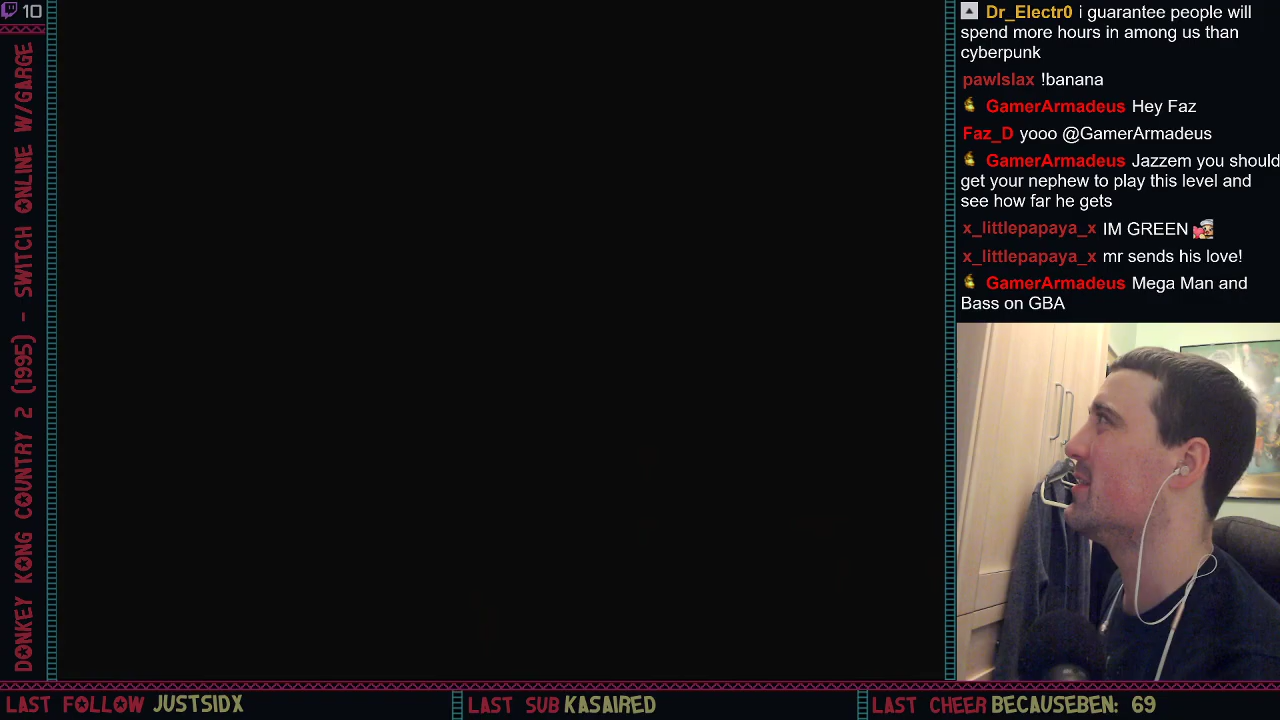 10
DONKEY KONG COUNTRY 2 (1995) - SWITCH ONLINE W/GARGE
Dr_Electr0 i guarantee people will
spend more hours in among us than
cyberpunk
pawlslax !banana
GamerArmadeus Hey Faz
Faz_D yooo @GamerArmadeus
GamerArmadeus Jazzem you should
get your nephew to play this level and
see how far he gets
x_littlepapaya_x IM GREEN
x_littlepapaya_x mr sends his love!
GamerArmadeus Mega Man and
Bass on GBA
LAST FOLLOW JUSTSIDX
LAST SUB KASAIRED
LAST CHEER BECAUSEBEN: 69